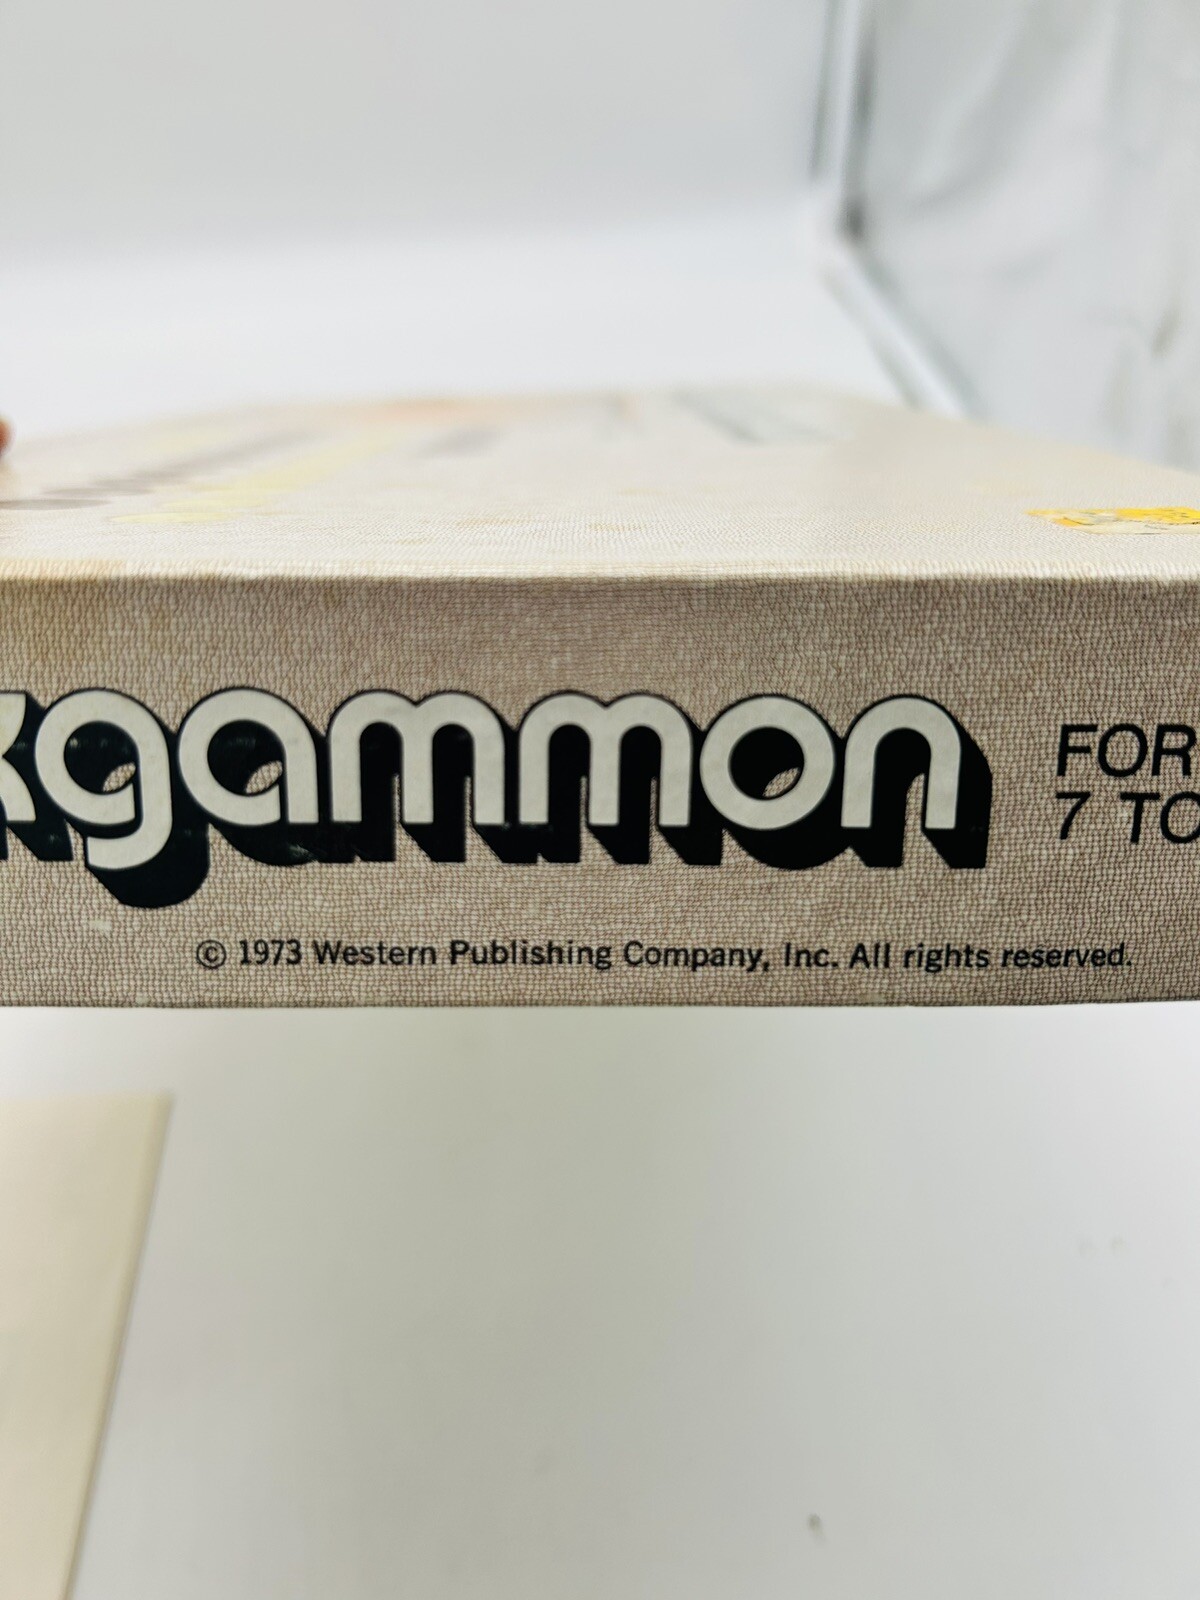 kgammon
FOR
7 TO
© 1973 Western Publishing Company, Inc. All rights reserved.